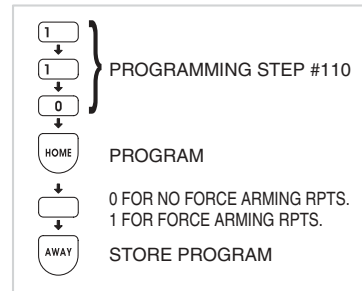 1
1
PROGRAMMING STEP #110
0
HOME
PROGRAM
0 FOR NO FORCE ARMING RPTS.
1 FOR FORCE ARMING RPTS.
AWAY
STORE PROGRAM